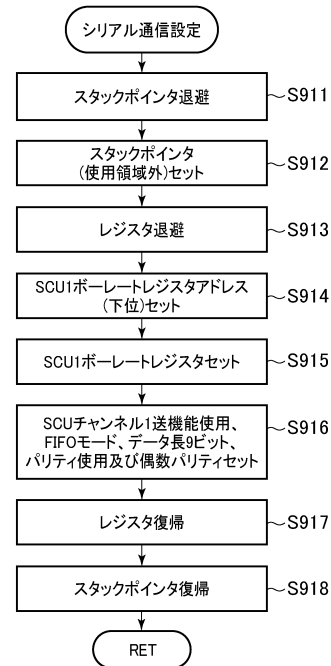 シリアル通信設定
スタックポインタ退避
S911
スタックポインタ
(使用領域外)セット
S912
レジスタ退避
S913
SCU1ボーレートレジスタアドレス
(下位)セット
S914
SCU1ボーレートレジスタセット
S915
SCUチャンネル1送機能使用、
FIFOモード、データ長9ビット、
パリティ使用及び偶数パリティセット
S916
レジスタ復帰
S917
スタックポインタ復帰
S918
RET